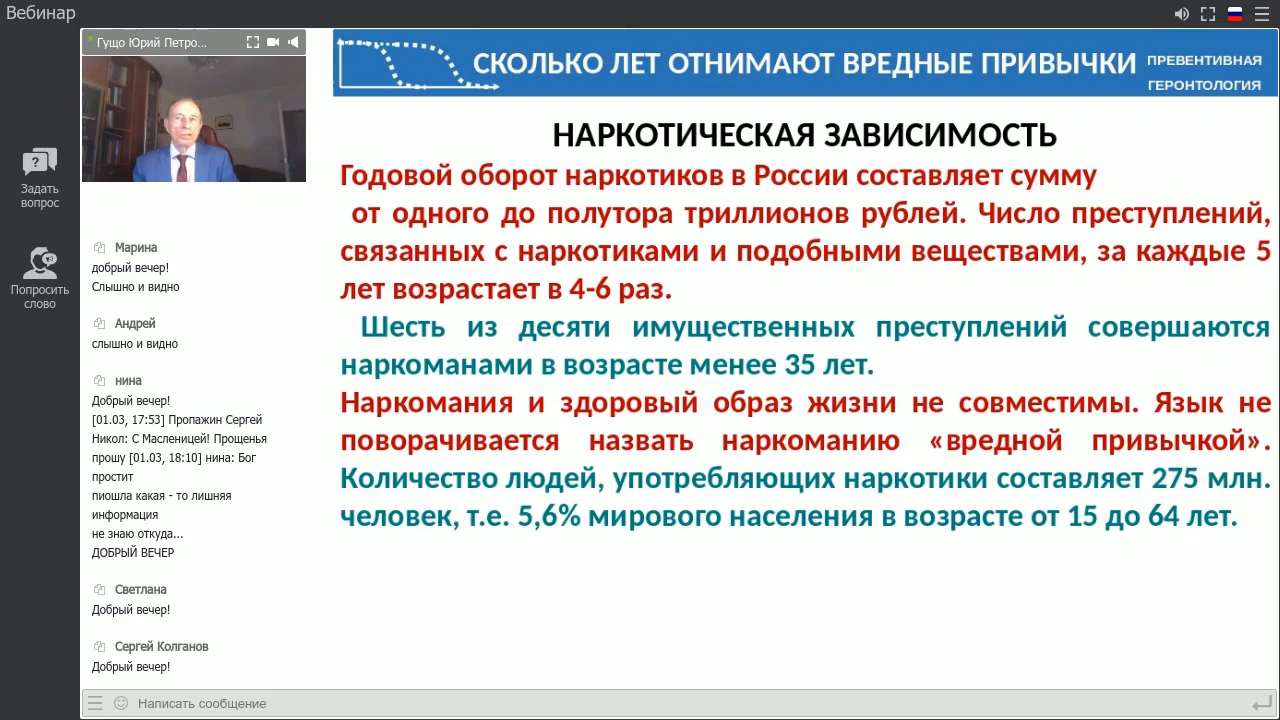 Вебинар
Гущо Юрий Петро...
Задать
вопрос
Попросить
слово
Марина
добрый вечер!
Слышно и видно
Андрей
слышно и видно
нина
Добрый вечер!
[01.03, 17:53] Пропажин Сергей
Никол: С Масленицей! Прощенья
прошу [01.03, 18:10] нина: Бог
простит
пиошла какая - то лишняя
информация
не знаю откуда...
ДОБРЫЙ ВЕЧЕР
Светлана
Добрый вечер!
Сергей Колганов
Добрый вечер!
Написать сообщение
СКОЛЬКО ЛЕТ ОТНИМАЮТ ВРЕДНЫЕ ПРИВЫЧКИ
ПРЕВЕНТИВНАЯ
ГЕРОНТОЛОГИЯ
НАРКОТИЧЕСКАЯ ЗАВИСИМОСТЬ
Годовой оборот наркотиков в России составляет сумму
от одного до полутора триллионов рублей. Число преступлений,
связанных с наркотиками и подобными веществами, за каждые 5
лет возрастает в 4-6 раз.
Шесть из десяти имущественных преступлений совершаются
наркоманами в возрасте менее 35 лет.
Наркомания и здоровый образ жизни не совместимы. Язык не
поворачивается назвать наркоманию «вредной привычкой».
Количество людей, употребляющих наркотики составляет 275 млн.
человек, т.е. 5,6% мирового населения в возрасте от 15 до 64 лет.